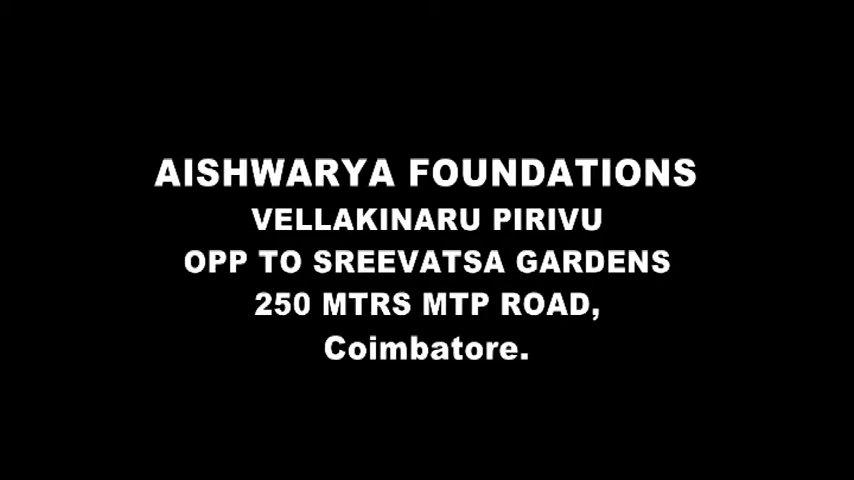 AISHWARYA FOUNDATIONS
VELLAKINARU PIRIVU
OPP TO SREEVATSA GARDENS
250 MTRS MTP ROAD,
Coimbatore.